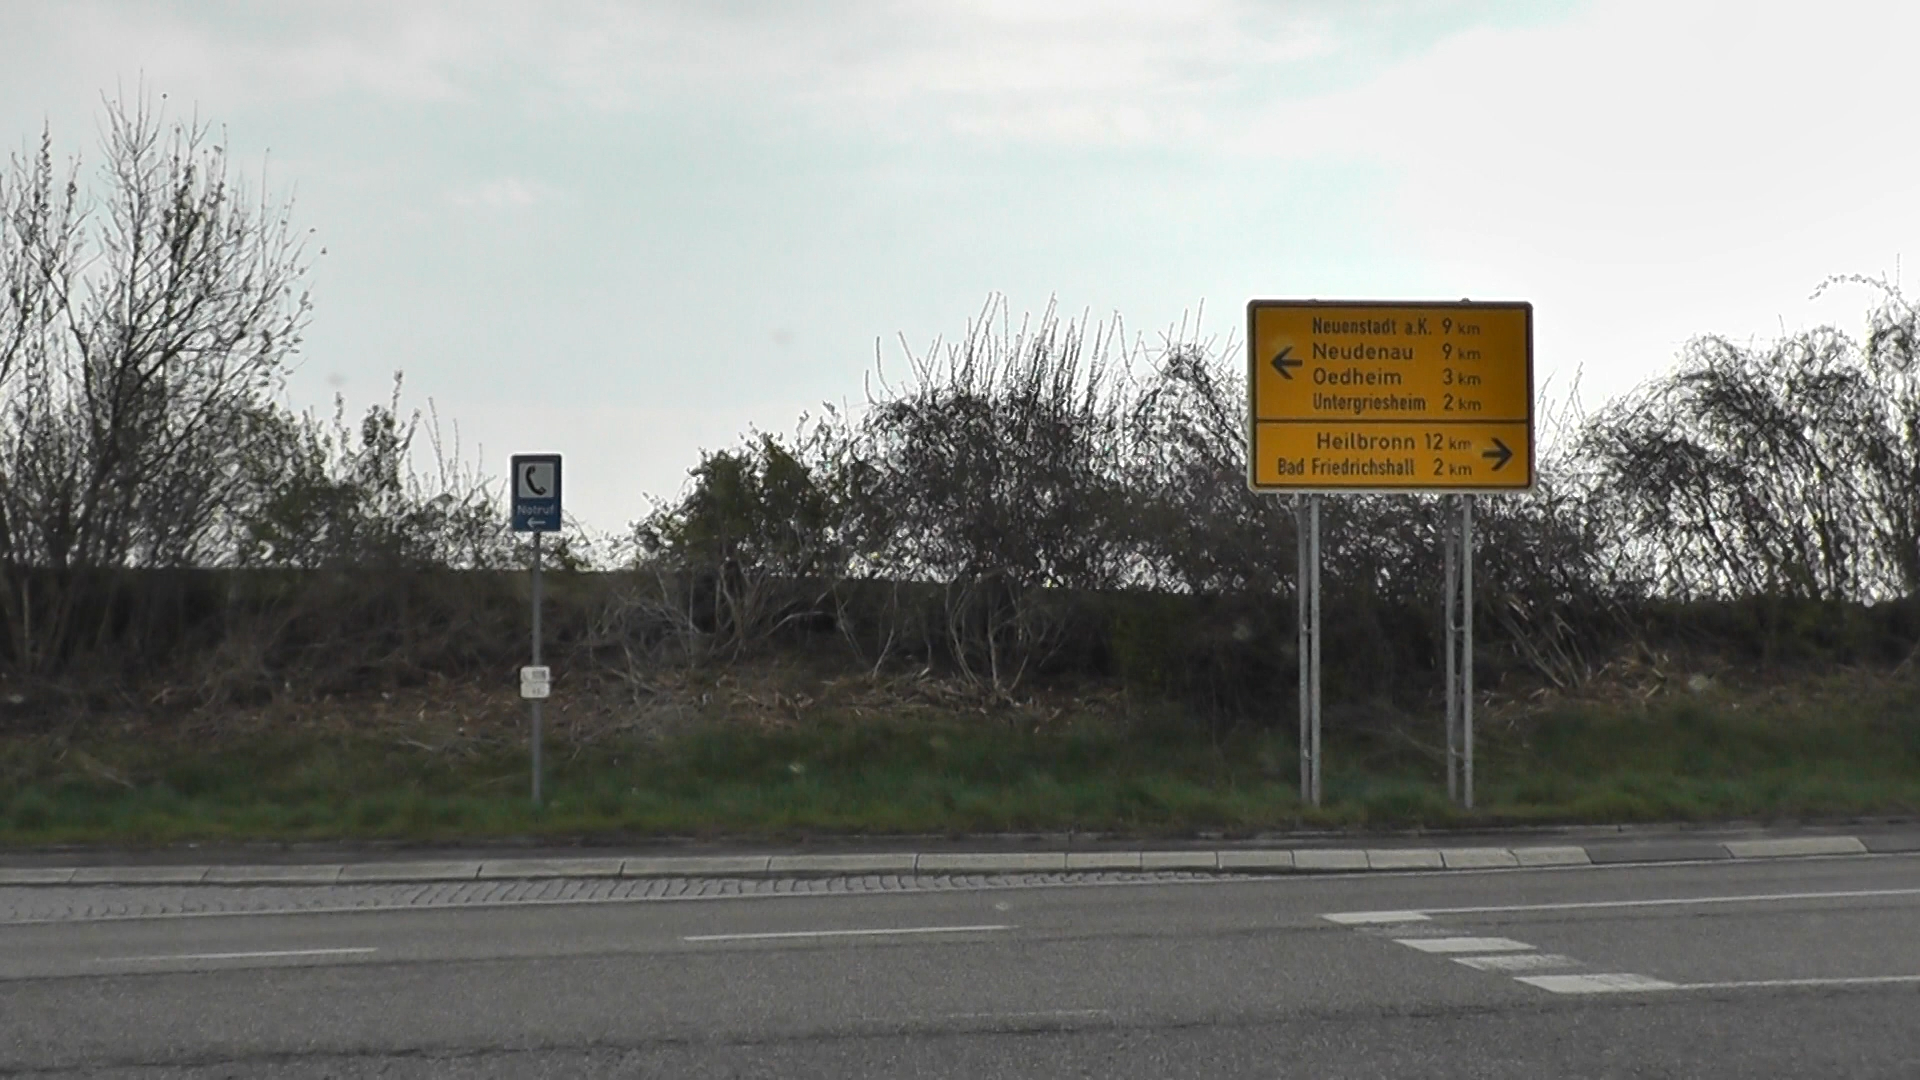 Notruf
Neuenstadt a.K. 9 km
Neudenau 9 km
Oedheim 3 km
Untergriesheim 2 km
Heilbronn 12 km
Bad Friedrichshall 2 km